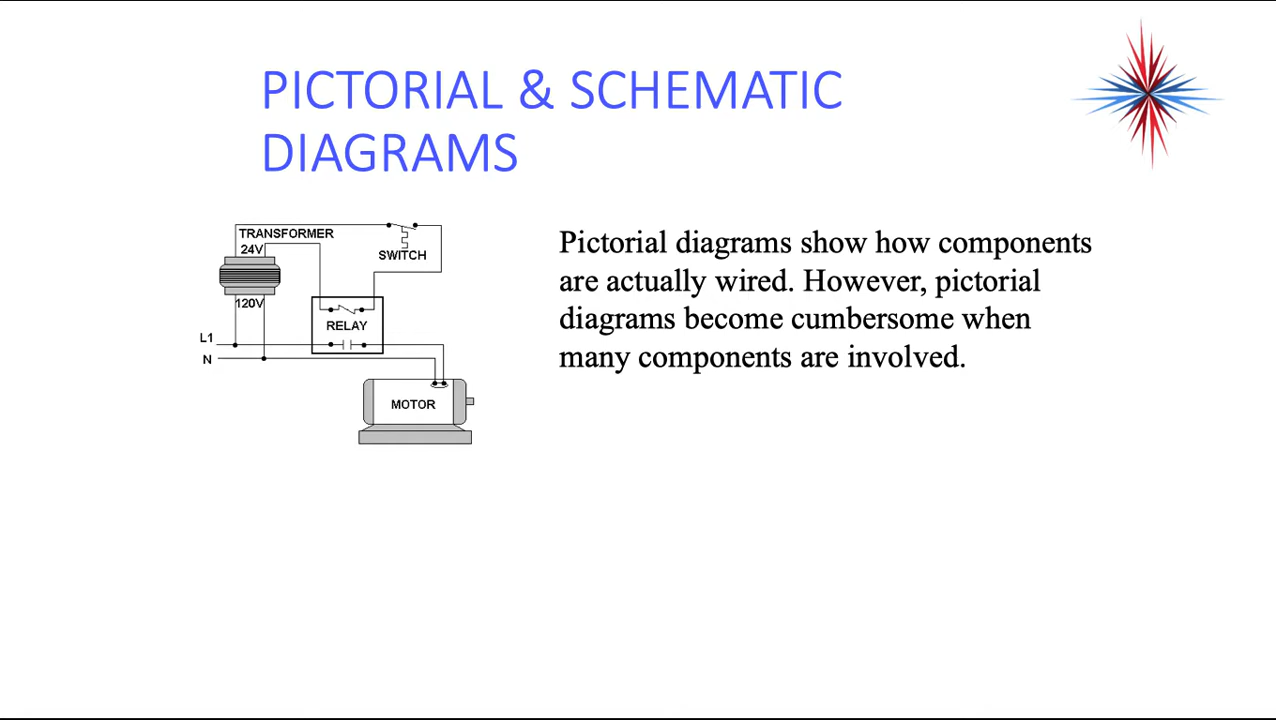 PICTORIAL & SCHEMATIC
DIAGRAMS
TRANSFORMER
24V
SWITCH
120V
RELAY
L1
N
MOTOR
Pictorial diagrams show how components
are actually wired. However, pictorial
diagrams become cumbersome when
many components are involved.